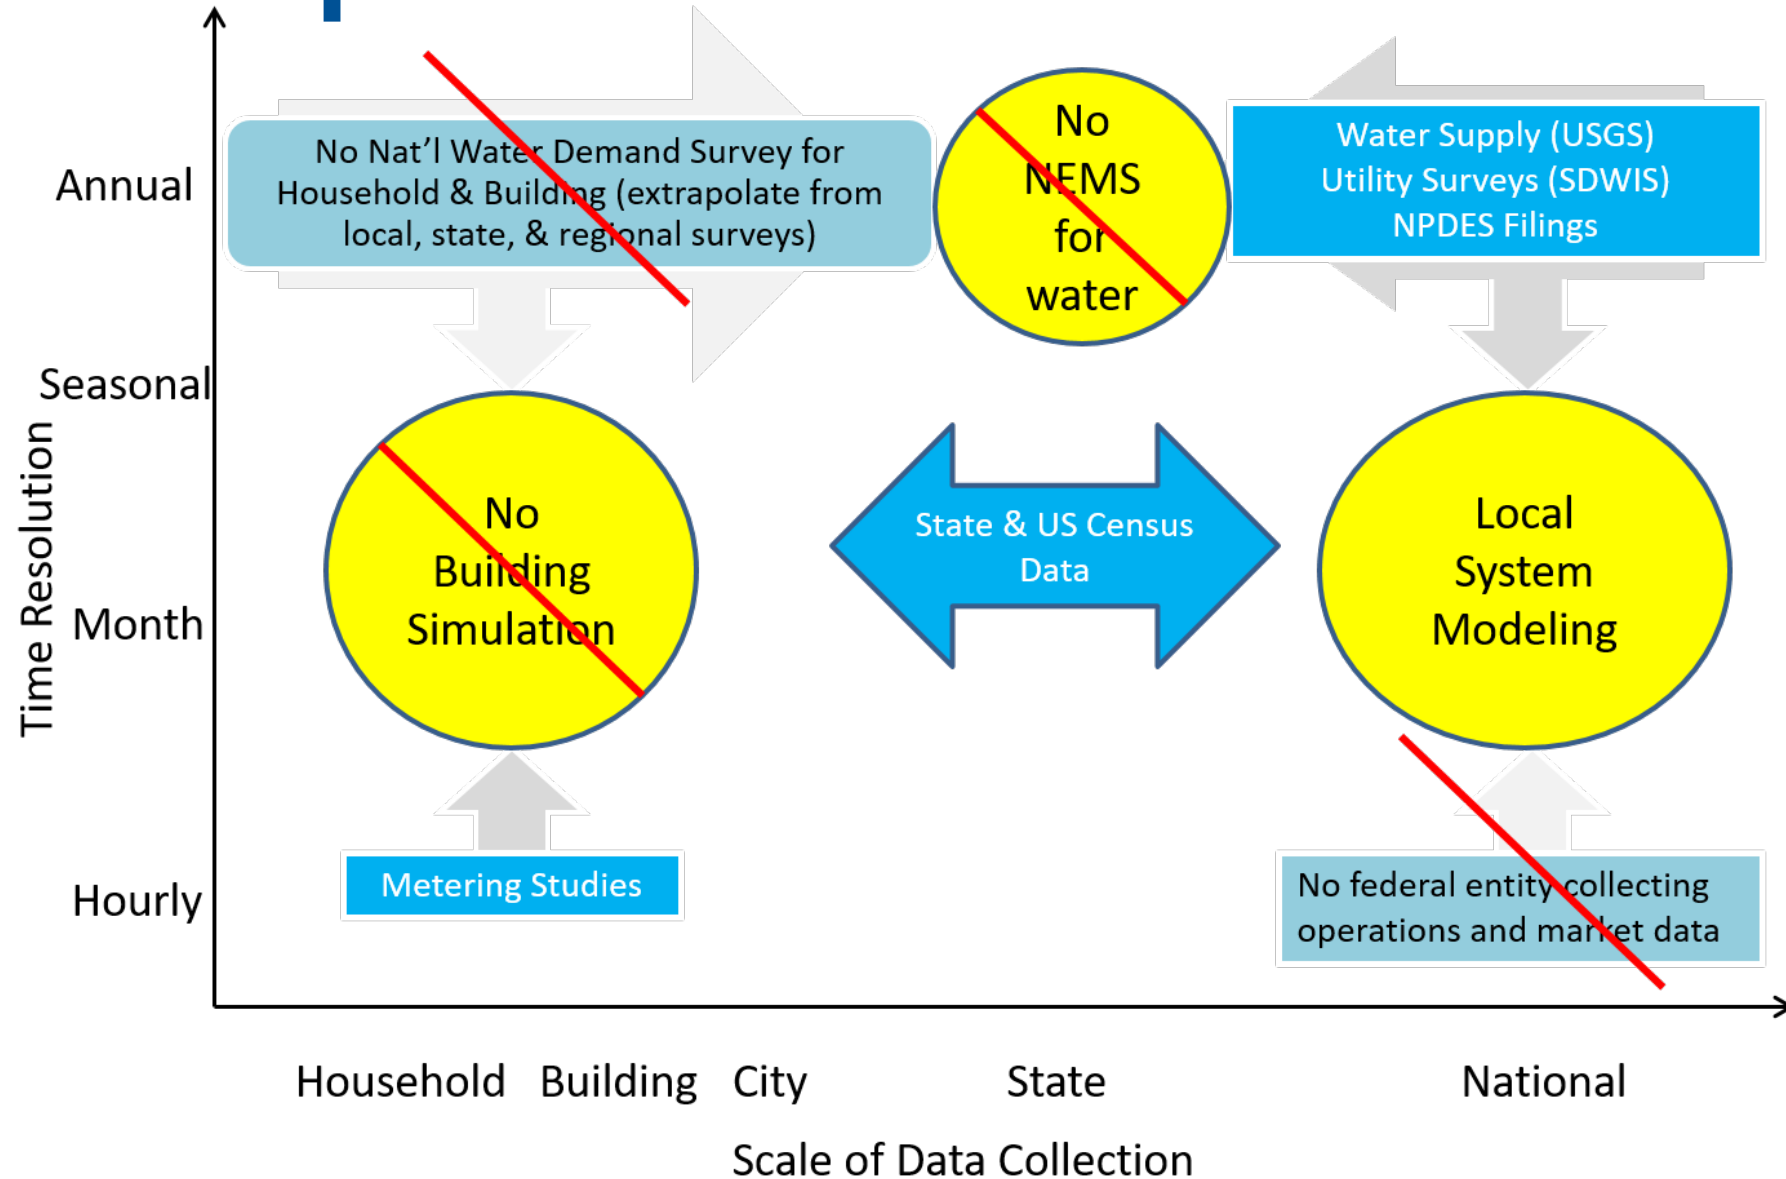 Annual
Seasonal
Month
Hourly
Time Resolution
No Nat'l Water Demand Survey for
Household & Building (extrapolate from
local, state, & regional surveys)
No
NEMS
for
water
Water Supply (USGS)
Utility Surveys (SDWIS)
NPDES Filings
No
Building
Simulation
State & US Census
Data
Local
System
Modeling
Metering Studies
No federal entity collecting
operations and market data
Household Building City State National
Scale of Data Collection